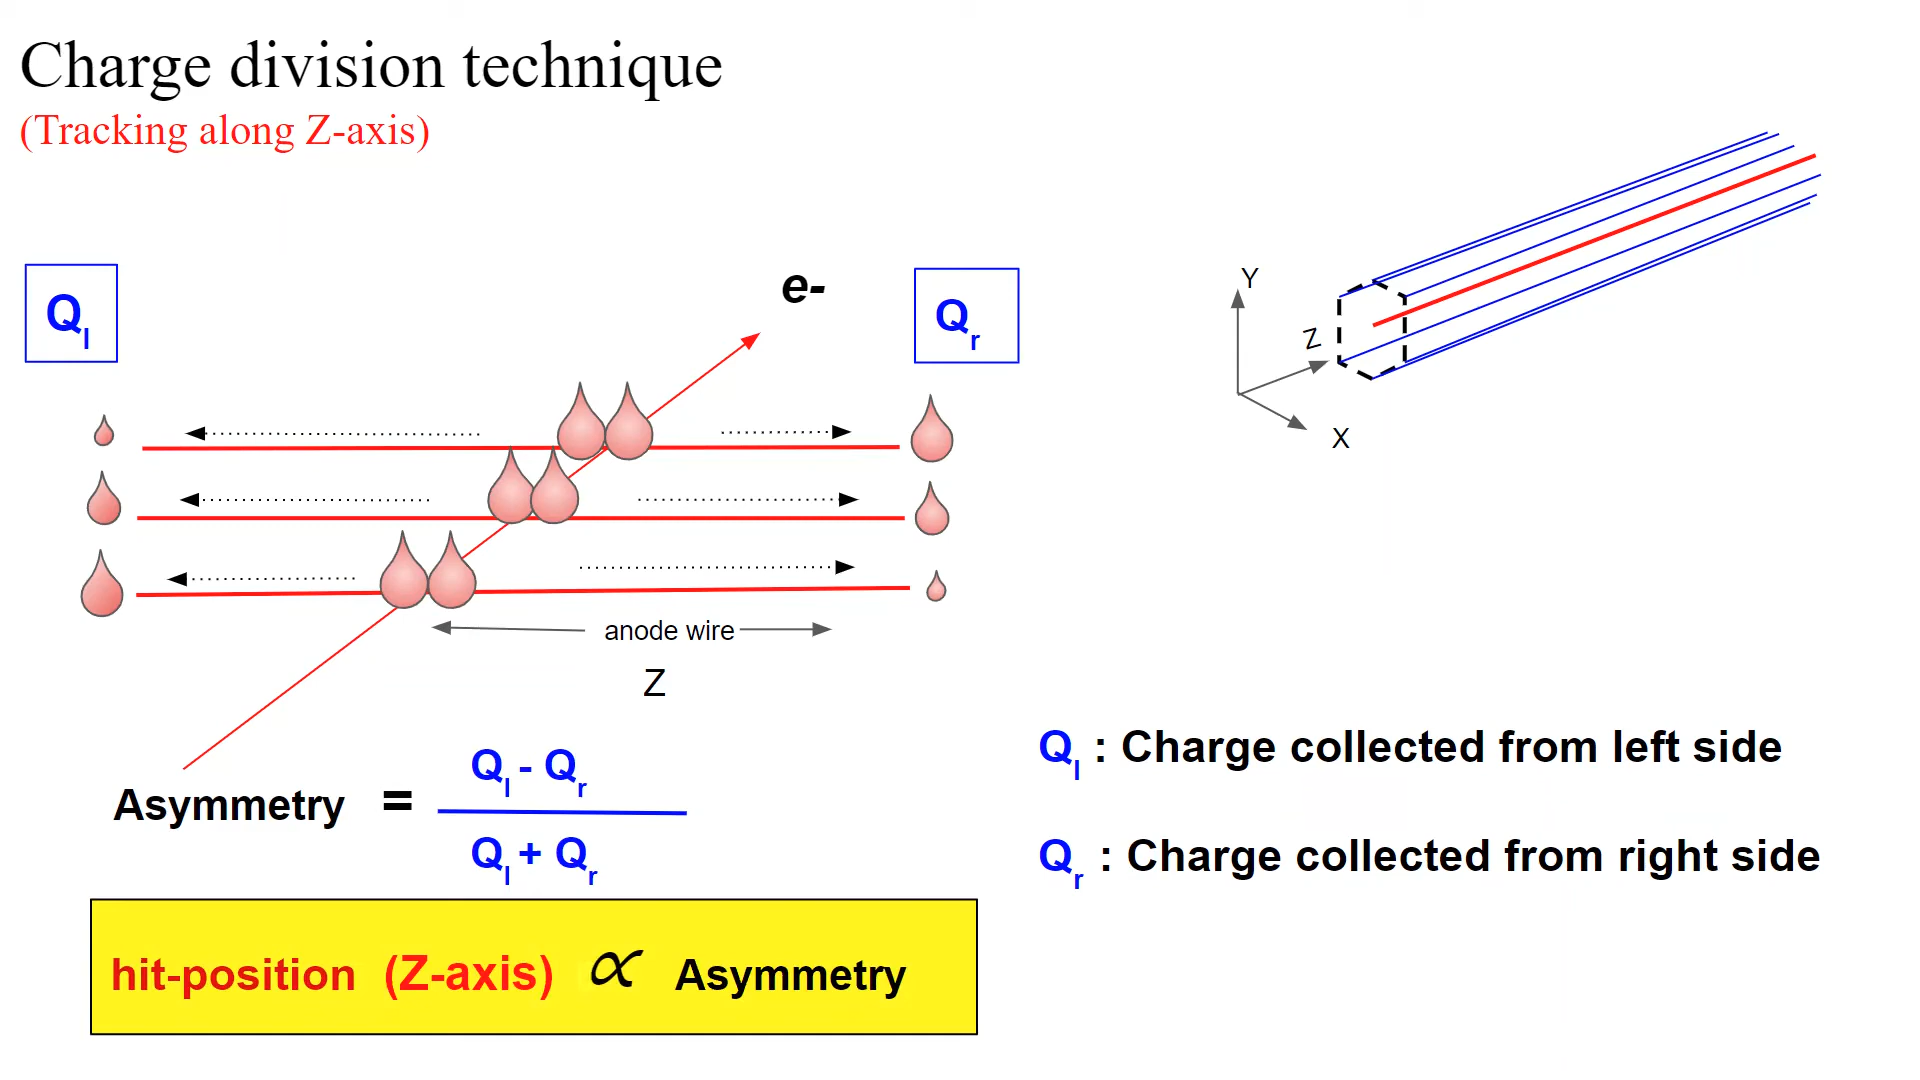 Charge division technique
(Tracking along Z-axis)
Ql
e-
Qr
Y
Z
X
anode wire
Z
Asymmetry = Ql - Qr
Ql + Qr
Ql : Charge collected from left side
Qr : Charge collected from right side
hit-position (Z-axis) ∝ Asymmetry